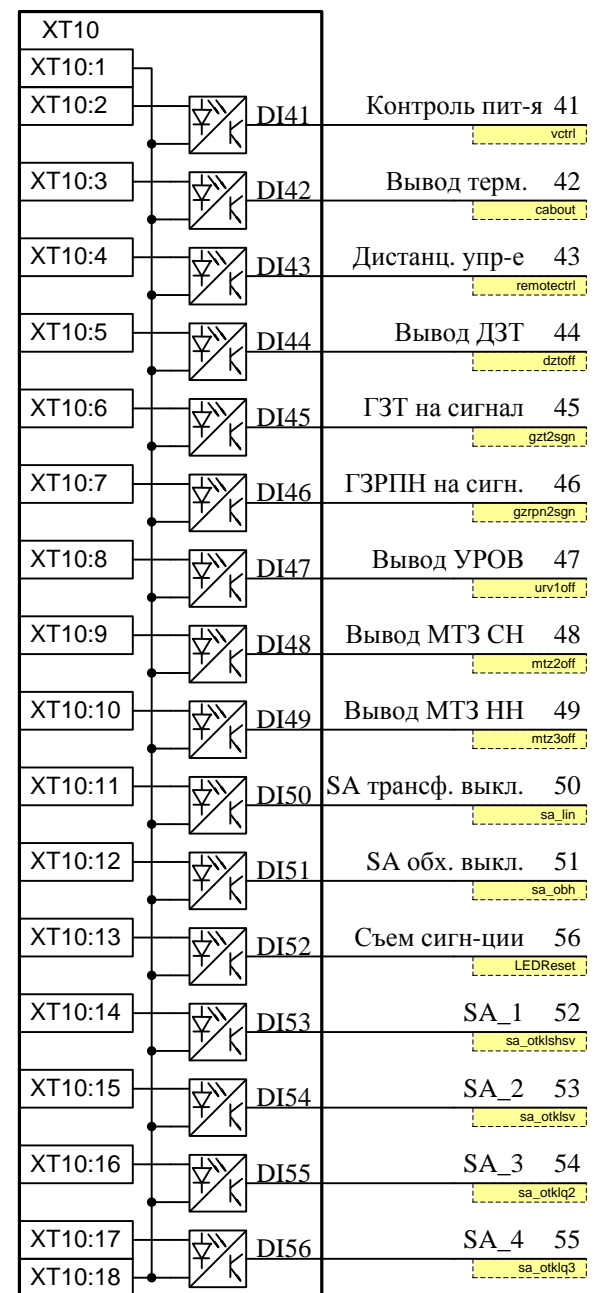 XT10
XT10:1
XT10:2 DI41 Контроль пит-я 41
vctrl
XT10:3 DI42 Вывод терм. 42
cabout
XT10:4 DI43 Дистанц. упр-е 43
remotectrl
XT10:5 DI44 Вывод ДЗТ 44
dztoff
XT10:6 DI45 ГЗТ на сигнал 45
gzt2sgn
XT10:7 DI46 ГЗРПН на сигн. 46
gzrpn2sgn
XT10:8 DI47 Вывод УРОВ 47
urv1off
XT10:9 DI48 Вывод МТЗ СН 48
mtz2off
XT10:10 DI49 Вывод МТЗ НН 49
mtz3off
XT10:11 DI50 SA трансф. выкл. 50
sa_lin
XT10:12 DI51 SA обх. выкл. 51
sa_obh
XT10:13 DI52 Съем сигн-ции 56
LEDReset
XT10:14 DI53 SA_1 52
sa_otklshsv
XT10:15 DI54 SA_2 53
sa_otklsv
XT10:16 DI55 SA_3 54
sa_otklq2
XT10:17 DI56 SA_4 55
sa_otklq3
XT10:18